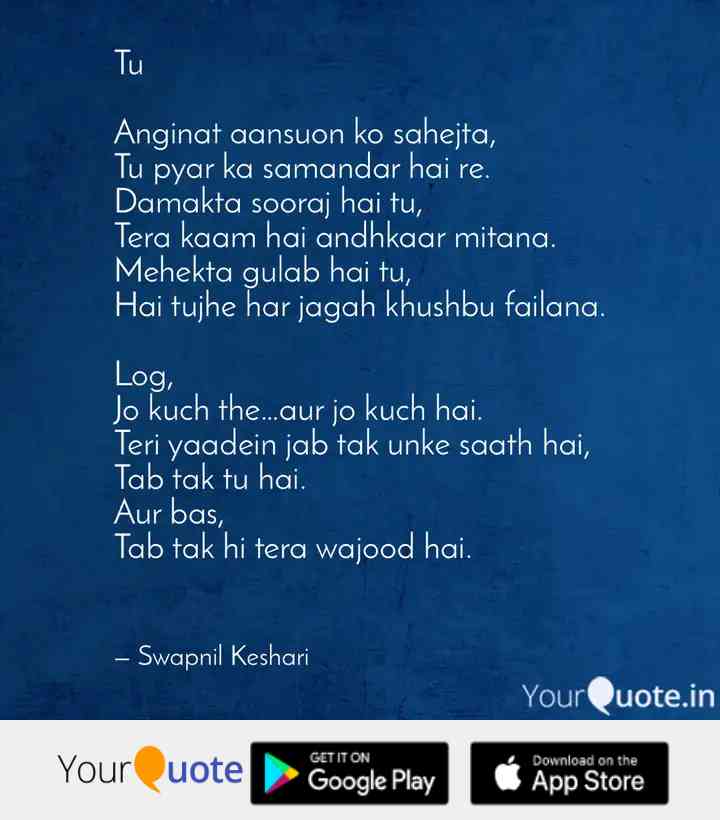 Tu
Anginat aansuon ko sahejta,
Tu pyar ka samandar hai re.
Damakta sooraj hai tu,
Tera kaam hai andhkaar mitana.
Mehekta gulab hai tu,
Hai tujhe har jagah khushbu failana.
Log,
Jo kuch the...aur jo kuch hai.
Teri yaadein jab tak unke saath hai,
Tab tak tu hai.
Aur bas,
Tab tak hi tera wajood hai.
– Swapnil Keshari
YourQuote.in
YourQuote
GET IT ON
Google Play
Download on the
App Store